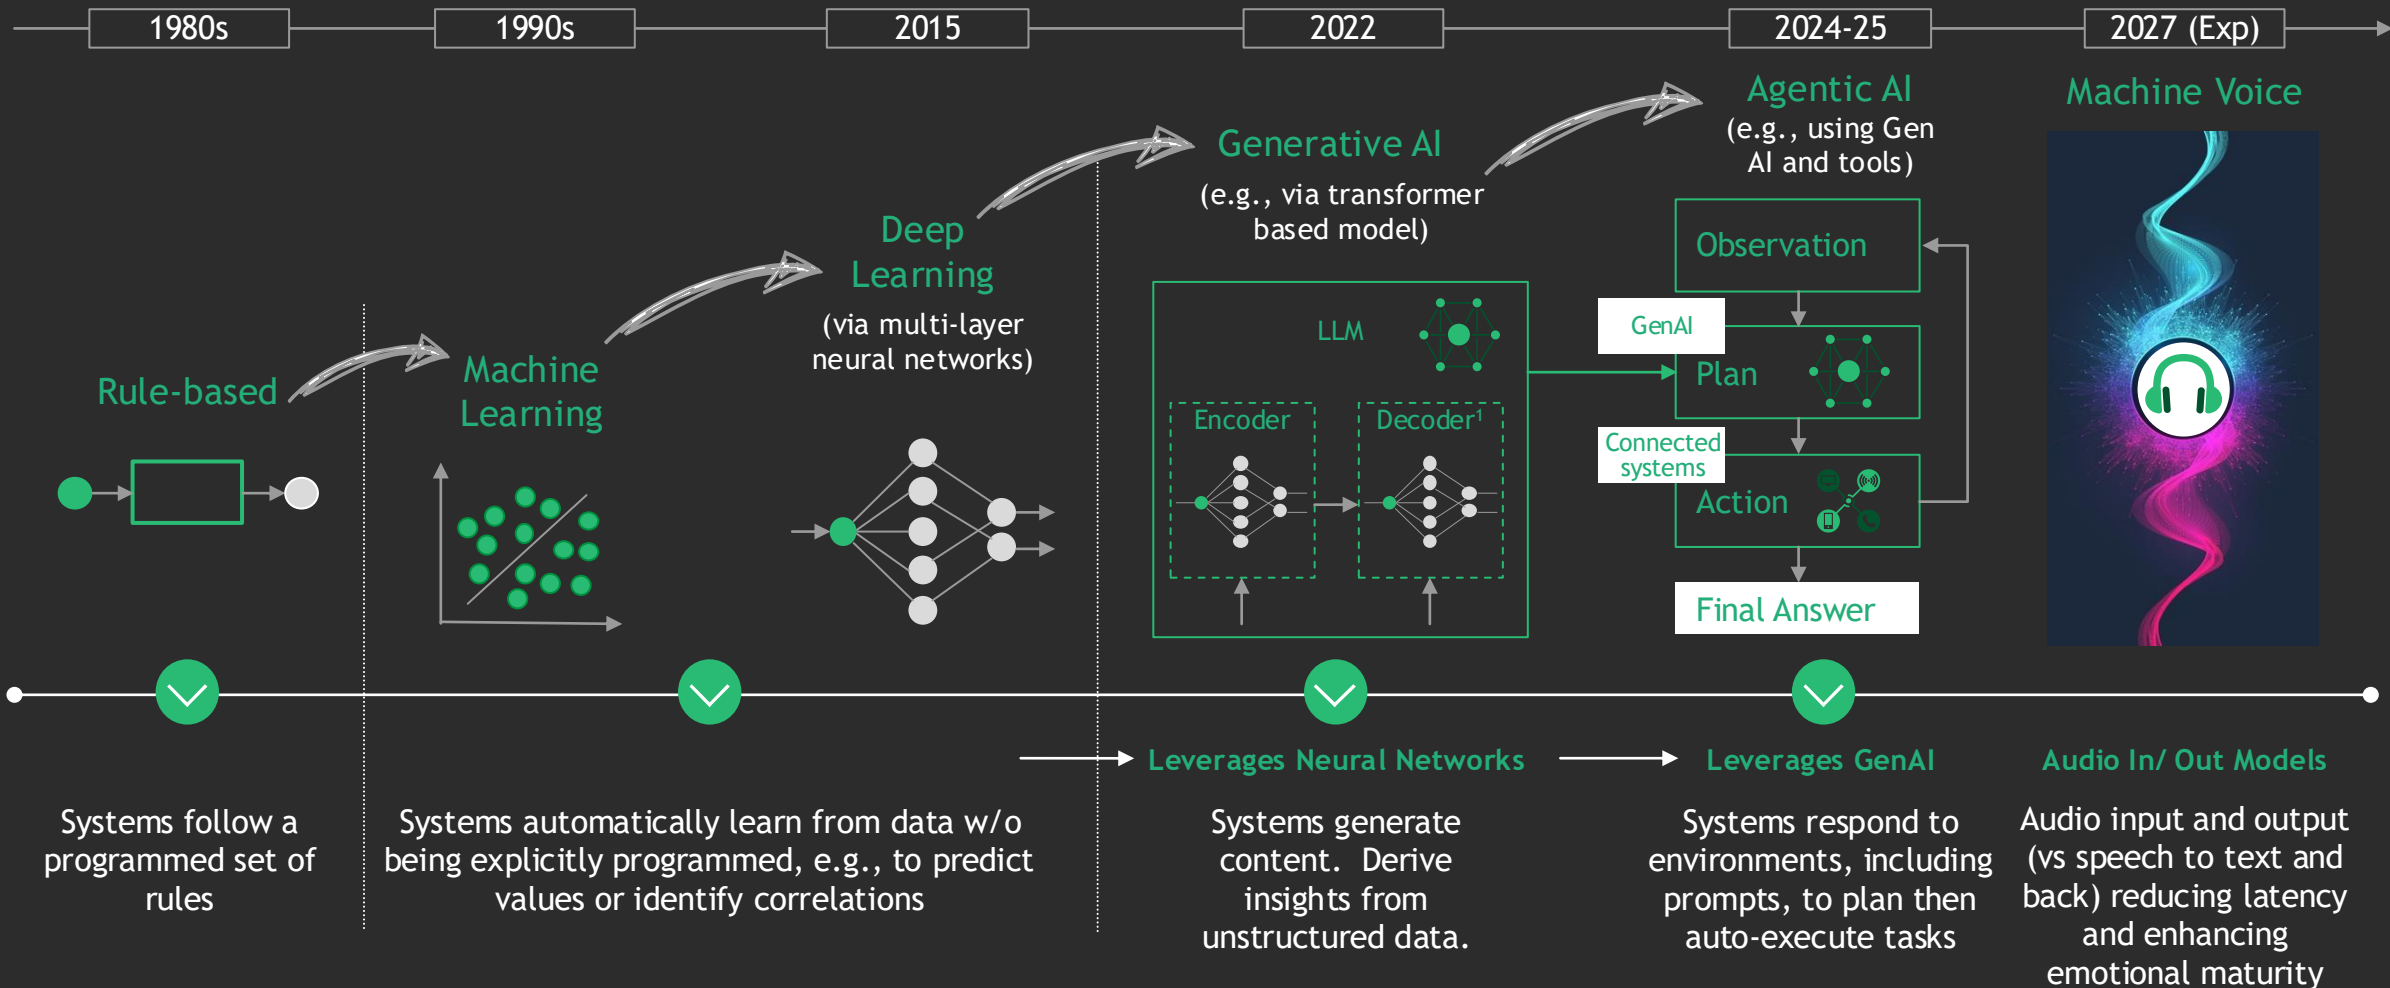 1980s
1990s
2015
2022
2024-25
2027 (Exp)
Rule-based
Machine
Learning
Deep
Learning
(via multi-layer
neural networks)
Generative AI
(e.g., via transformer
based model)
LLM
Encoder
Decoder¹
Agentic AI
(e.g., using Gen
AI and tools)
Observation
GenAI
Plan
Connected
systems
Action
Final Answer
Machine Voice
Leverages Neural Networks
Leverages GenAI
Audio In/ Out Models
Systems follow a
programmed set of
rules
Systems automatically learn from data w/o
being explicitly programmed, e.g., to predict
values or identify correlations
Systems generate
content. Derive
insights from
unstructured data.
Systems respond to
environments, including
prompts, to plan then
auto-execute tasks
Audio input and output
(vs speech to text and
back) reducing latency
and enhancing
emotional maturity